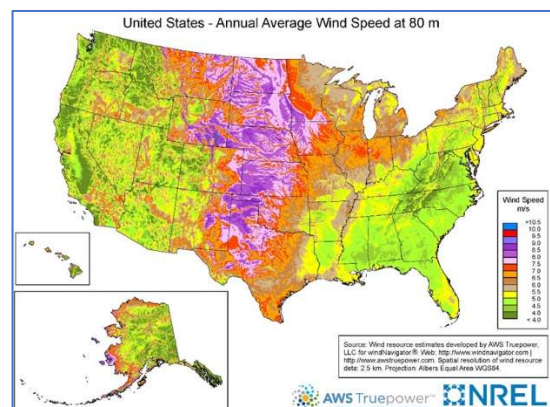 United States - Annual Average Wind Speed at 80 m
Wind Speed
m/s
>10.5
10.0
9.5
9.0
8.5
8.0
7.5
7.0
6.5
6.0
5.5
5.0
4.5
4.0
< 4.0
Source: Wind resource estimates developed by AWS Truepower,
LLC for windNavigator®. Web: http://www.windnavigator.com |
http://www.awstruepower.com. Spatial resolution of wind resource
data: 2.5 km. Projection: Albers Equal Area WGS84.
AWS Truepower™
NREL